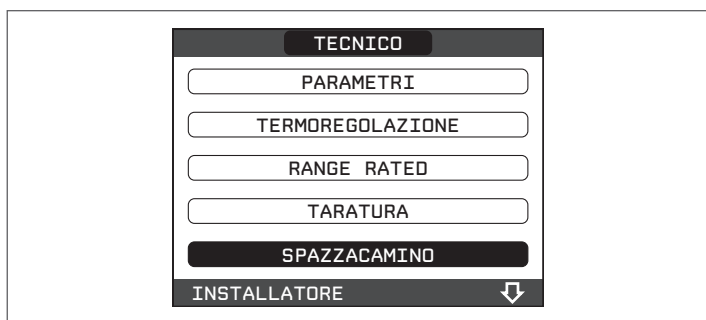 TECNICO
PARAMETRI
TERMOREGOLAZIONE
RANGE RATED
TARATURA
SPAZZACAMINO
INSTALLATORE